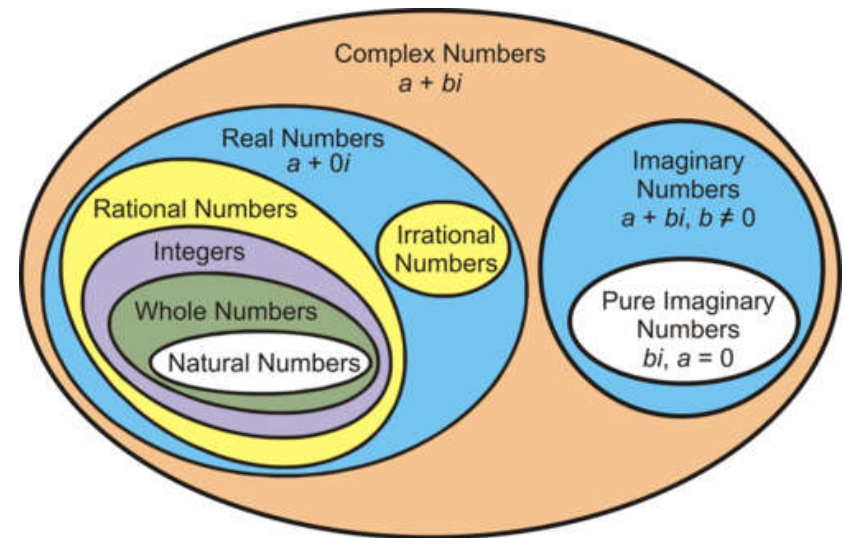 Complex Numbers
a + bi
Real Numbers
a + 0i
Rational Numbers
Integers
Whole Numbers
Natural Numbers
Irrational
Numbers
Imaginary
Numbers
a + bi, b ≠ 0
Pure Imaginary
Numbers
bi, a = 0